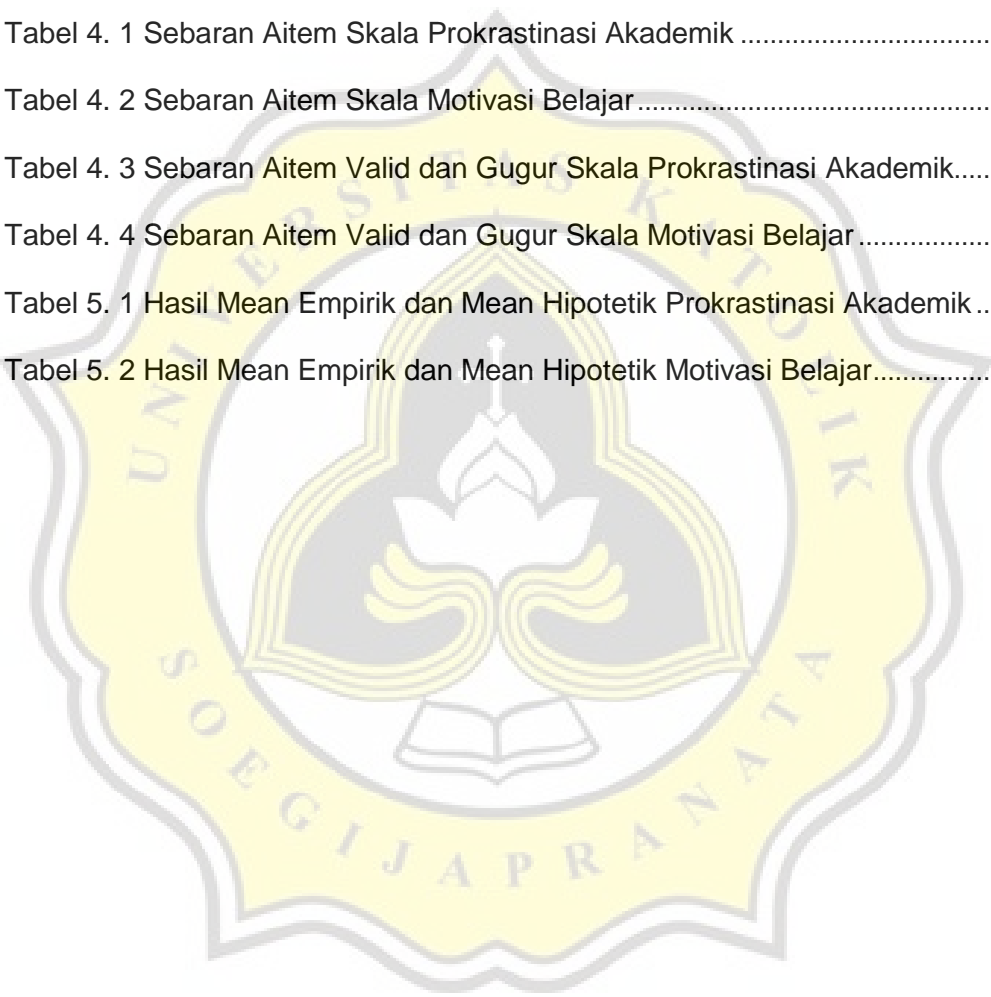 Tabel 4. 1 Sebaran Aitem Skala Prokrastinasi Akademik ................................
Tabel 4. 2 Sebaran Aitem Skala Motivasi Belajar ................................................
Tabel 4. 3 Sebaran Aitem Valid dan Gugur Skala Prokrastinasi Akademik.....
Tabel 4. 4 Sebaran Aitem Valid dan Gugur Skala Motivasi Belajar ..................
Tabel 5. 1 Hasil Mean Empirik dan Mean Hipotetik Prokrastinasi Akademik ..
Tabel 5. 2 Hasil Mean Empirik dan Mean Hipotetik Motivasi Belajar................
UNIVERSITAS KATOLIK
SOEGIJAPRANATA